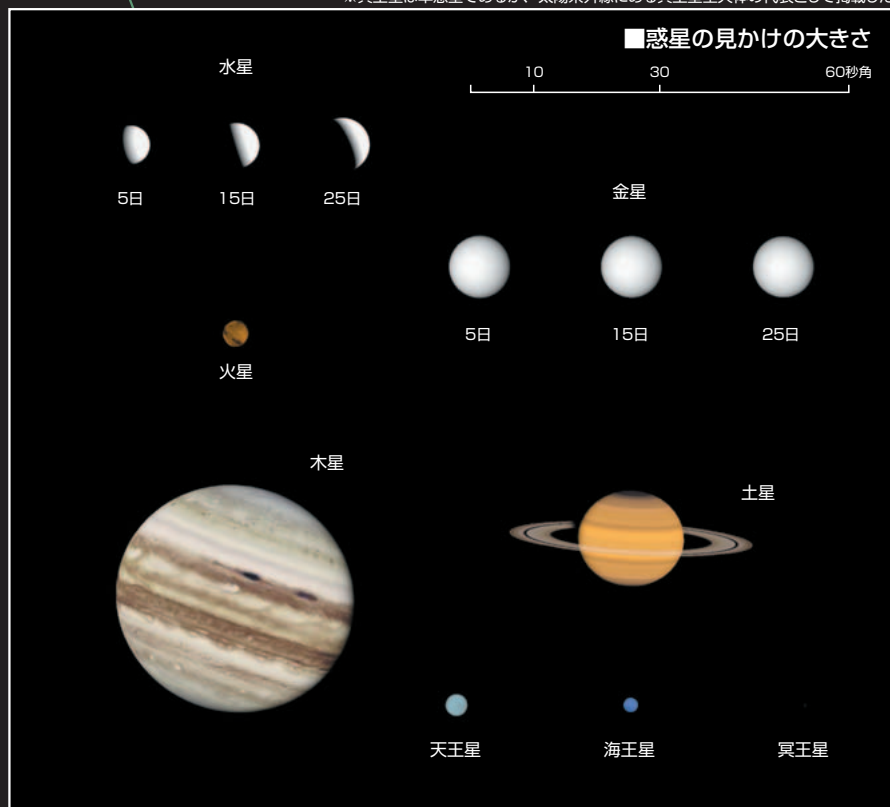 ■惑星の見かけの大きさ
10 30 60秒角
水星
5日 15日 25日
金星
5日 15日 25日
火星
木星
土星
天王星 海王星 冥王星